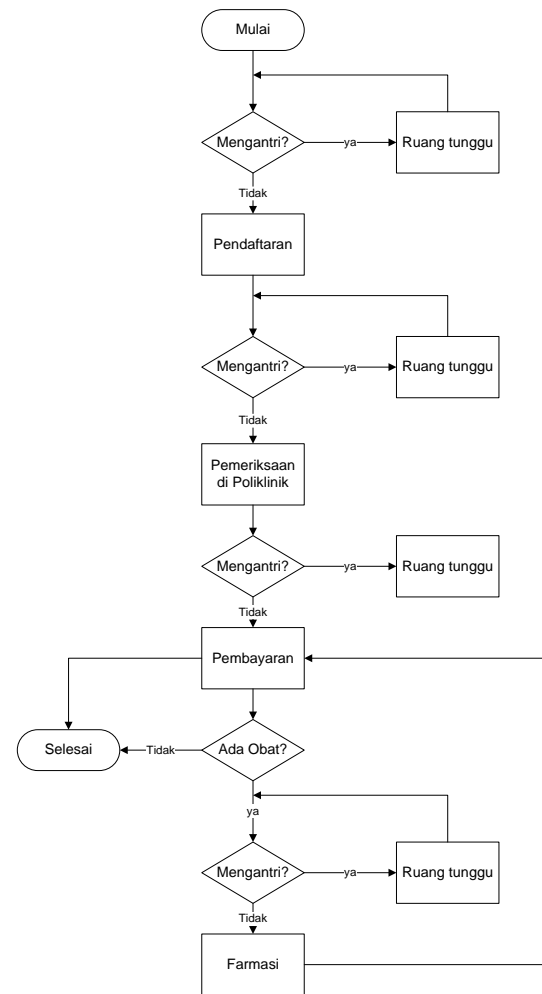 Mulai
Mengantri?
ya
Ruang tunggu
Tidak
Pendaftaran
Mengantri?
ya
Ruang tunggu
Tidak
Pemeriksaan
di Poliklinik
Mengantri?
ya
Ruang tunggu
Tidak
Pembayaran
Selesai
Tidak
Ada Obat?
ya
Mengantri?
ya
Ruang tunggu
Tidak
Farmasi